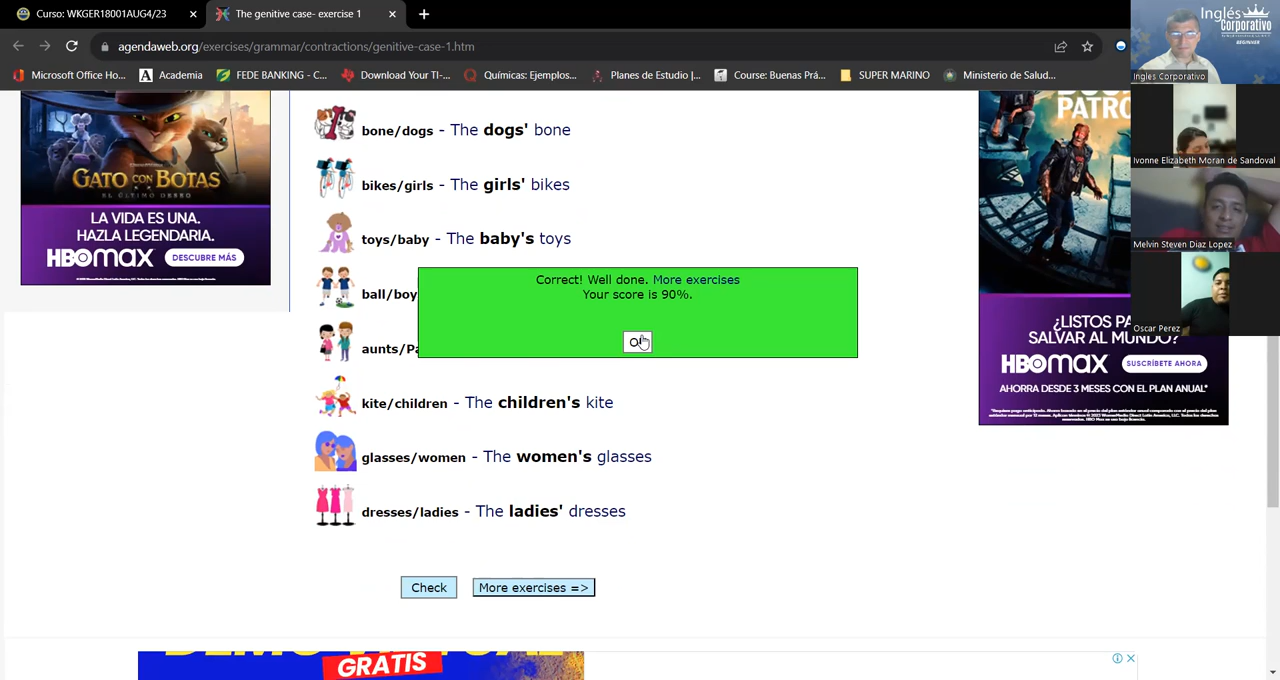 Curso: WKGER18001AUG4/23
The genitive case- exercise 1
agendaweb.org/exercises/grammar/contractions/genitive-case-1.htm
Microsoft Office Ho...
Academia
FEDE BANKING - C...
Download Your TI-...
Químicas: Ejemplos...
Planes de Estudio |...
Course: Buenas Prá...
SUPER MARINO
Ministerio de Salud...
Inglés
Corporativo
BEGINNER
Ingles Corporativo
Ivonne Elizabeth Moran de Sandoval
Melvin Steven Diaz Lopez
Oscar Perez
GATO CON BOTAS
EL ÚLTIMO DESEO
LA VIDA ES UNA.
HAZLA LEGENDARIA.
HBOMAX
DESCUBRE MÁS
bone/dogs - The dogs' bone
bikes/girls - The girls' bikes
toys/baby - The baby's toys
ball/boy
aunts/Pa
Correct! Well done. More exercises
Your score is 90%.
kite/children - The children's kite
glasses/women - The women's glasses
dresses/ladies - The ladies' dresses
Check
More exercises =>
PATRO
¿LISTOS PA
SALVAR AL MUNDO?
HBOMAX
SUSCRÍBETE AHORA
AHORRA DESDE 3 MESES CON EL PLAN ANUAL*
GRATIS